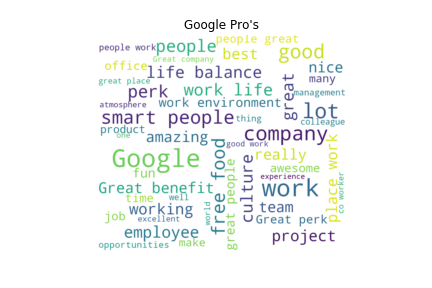 Google Pro's
people work
people
people great
good
Great company
best
office
life balance
nice
many
great place
perk
work life
great
management
atmosphere
work environment
lot
smart people
thing
colleague
product
one
amazing
company
good work
Google
free food
really
place work
fun
great people
culture
awesome
experience
Great benefit
work
co worker
time
well
world
working
team
job
excellent
Great perk
employee
make
project
opportunities